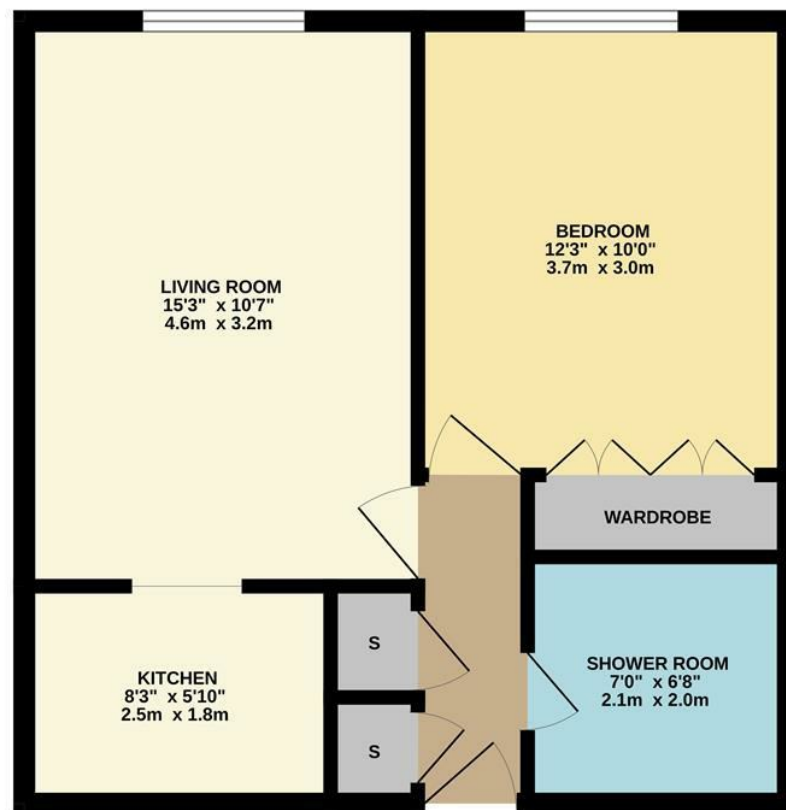 LIVING ROOM
15'3" x 10'7"
4.6m x 3.2m
BEDROOM
12'3" x 10'0"
3.7m x 3.0m
WARDROBE
KITCHEN
8'3" x 5'10"
2.5m x 1.8m
S
S
SHOWER ROOM
7'0" x 6'8"
2.1m x 2.0m